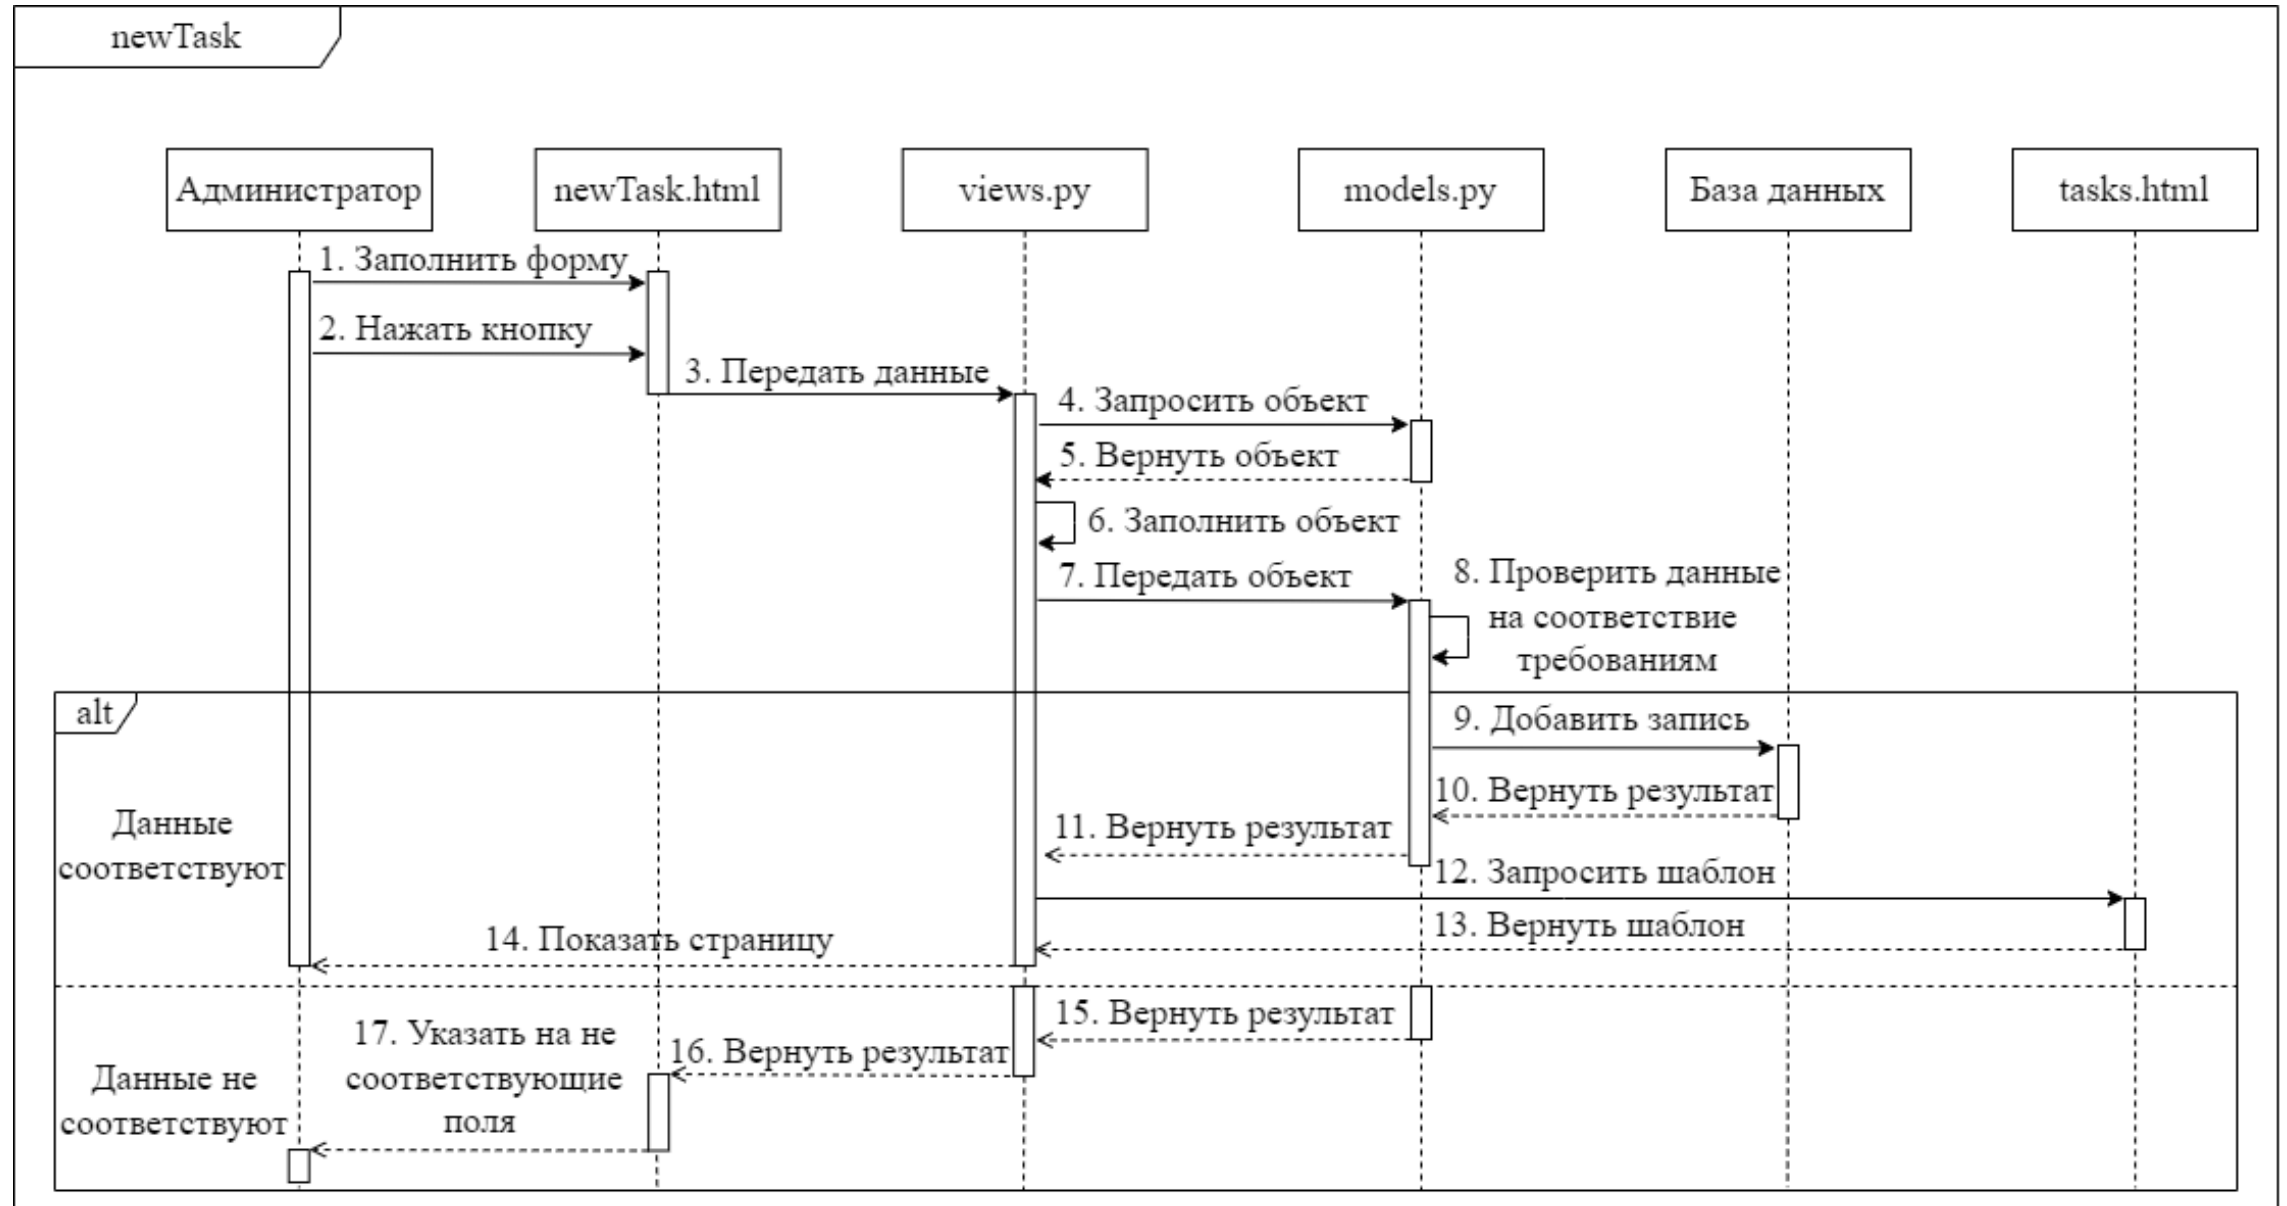 newTask
Администратор
newTask.html
views.py
models.py
База данных
tasks.html
1. Заполнить форму
2. Нажать кнопку
3. Передать данные
4. Запросить объект
5. Вернуть объект
6. Заполнить объект
7. Передать объект
8. Проверить данные
на соответствие
требованиям
alt
9. Добавить запись
10. Вернуть результат
Данные
соответствуют
11. Вернуть результат
12. Запросить шаблон
13. Вернуть шаблон
14. Показать страницу
15. Вернуть результат
16. Вернуть результат
17. Указать на не
соответствующие
поля
Данные не
соответствуют